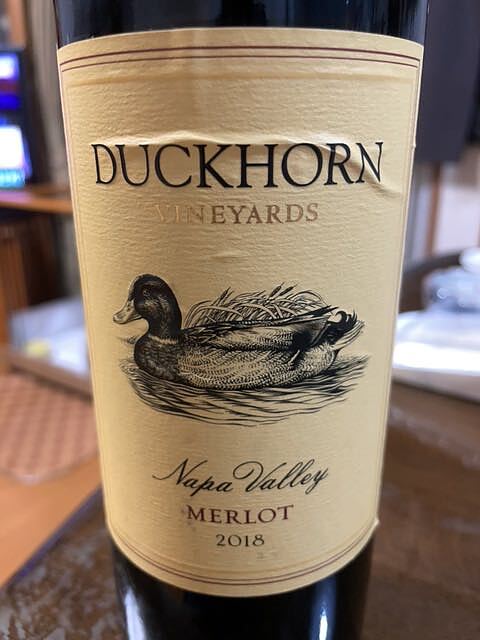 DUCKHORN
VINEYARDS
Napa Valley
MERLOT
2018